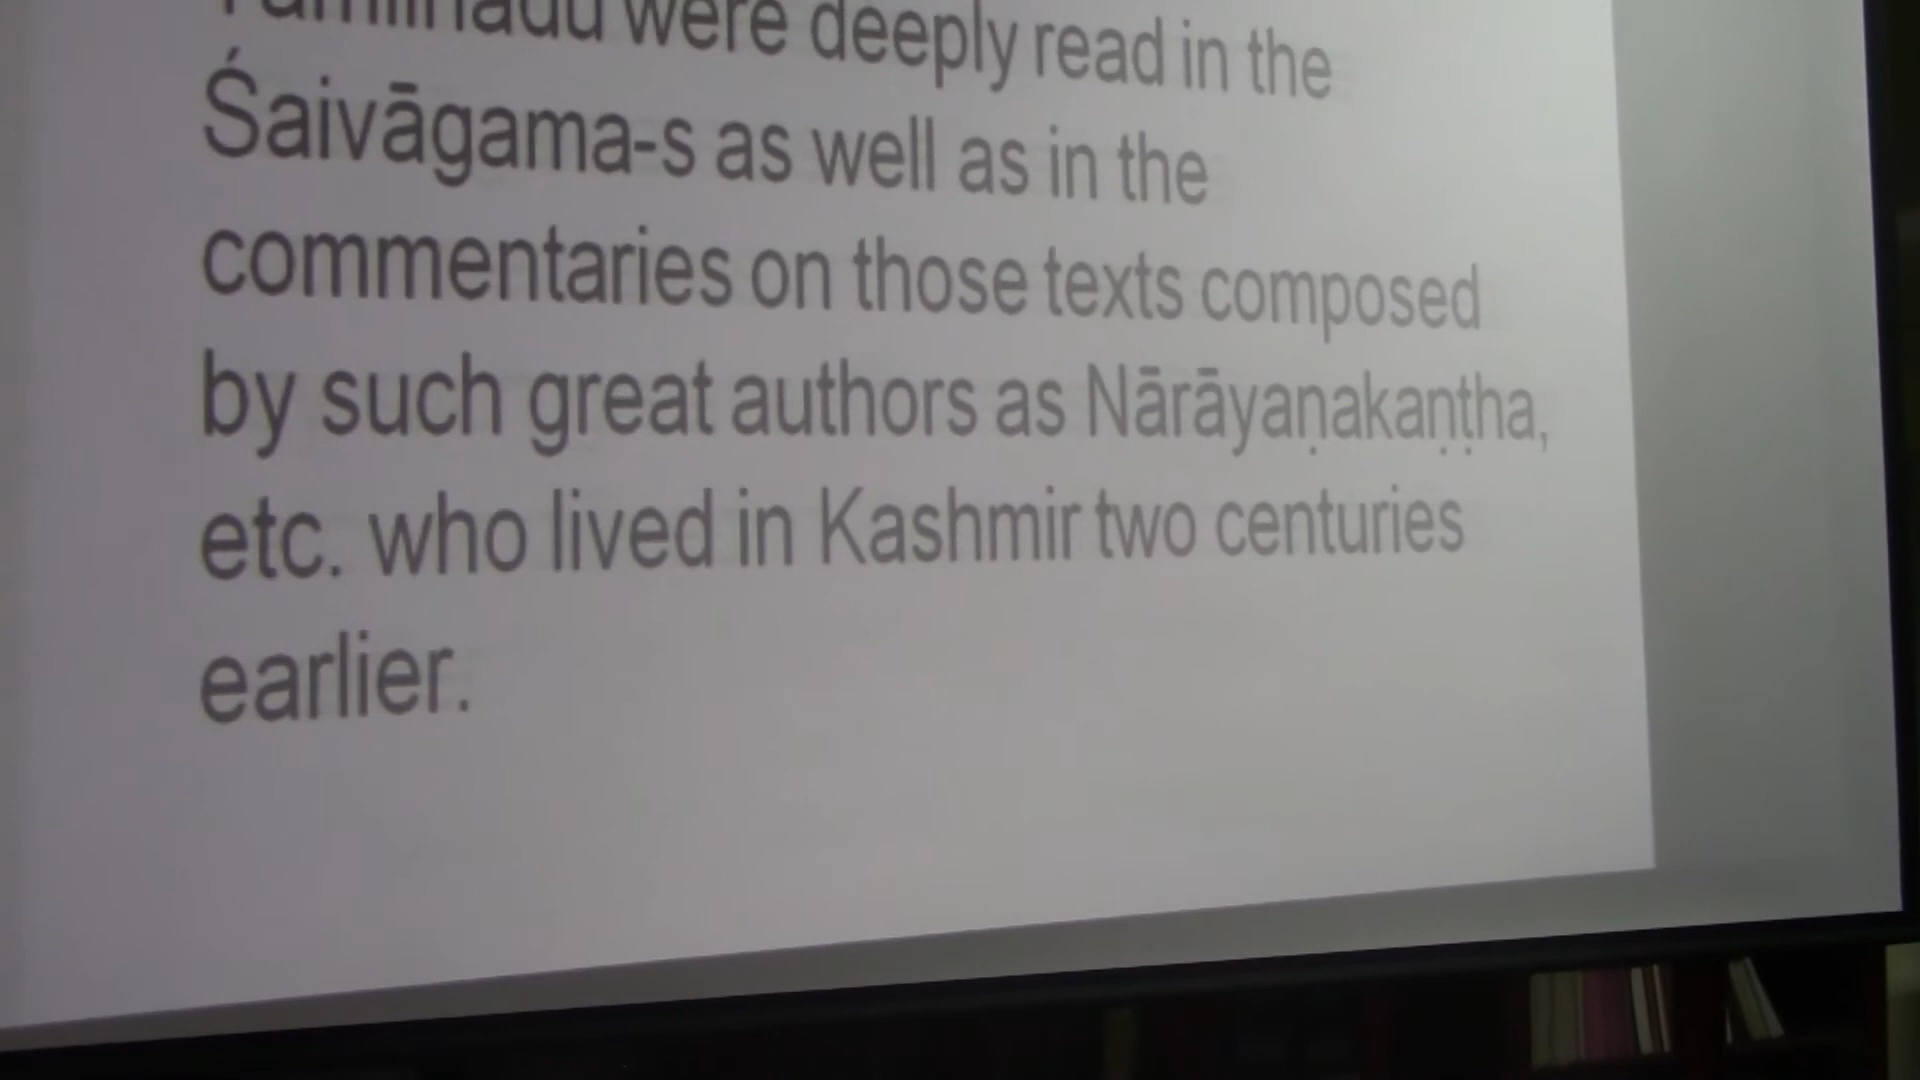 Tamilnadu were deeply read in the
Śaivāgama-s as well as in the
commentaries on those texts composed
by such great authors as Nārāyaṇakaṇṭha,
etc. who lived in Kashmir two centuries
earlier.